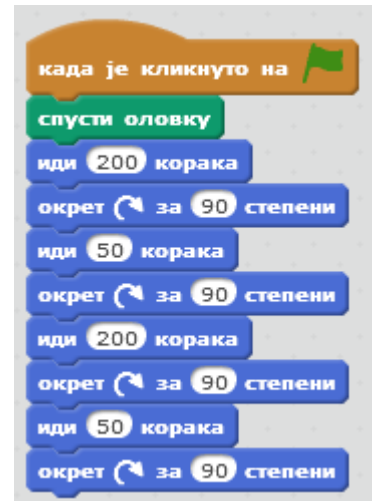 када је кликнуто на
спусти оловку
иди 200 корака
окрет за 90 степени
иди 50 корака
окрет за 90 степени
иди 200 корака
окрет за 90 степени
иди 50 корака
окрет за 90 степени